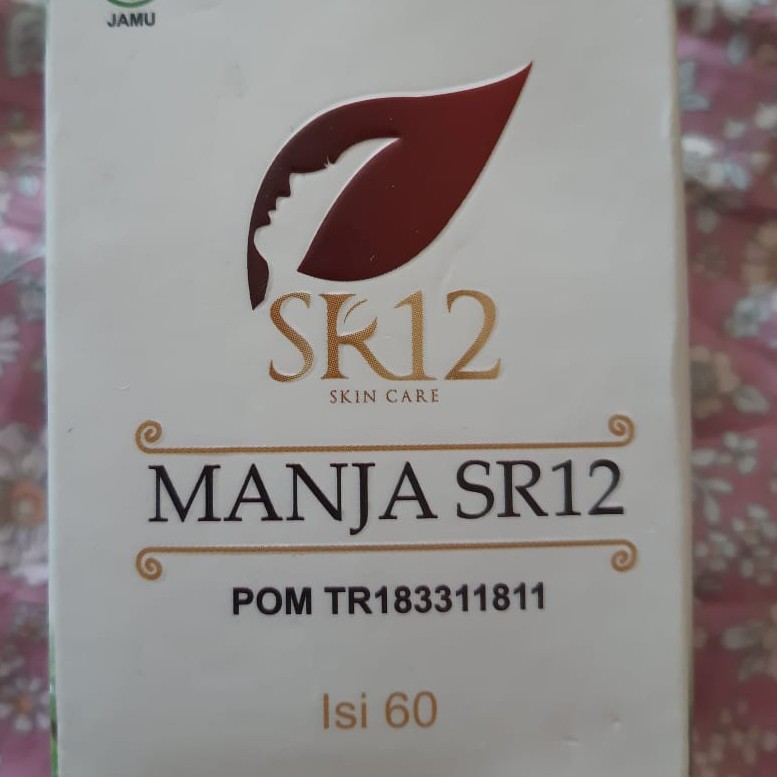 JAMU
SR12
SKIN CARE
MANJA SR12
POM TR183311811
Isi 60